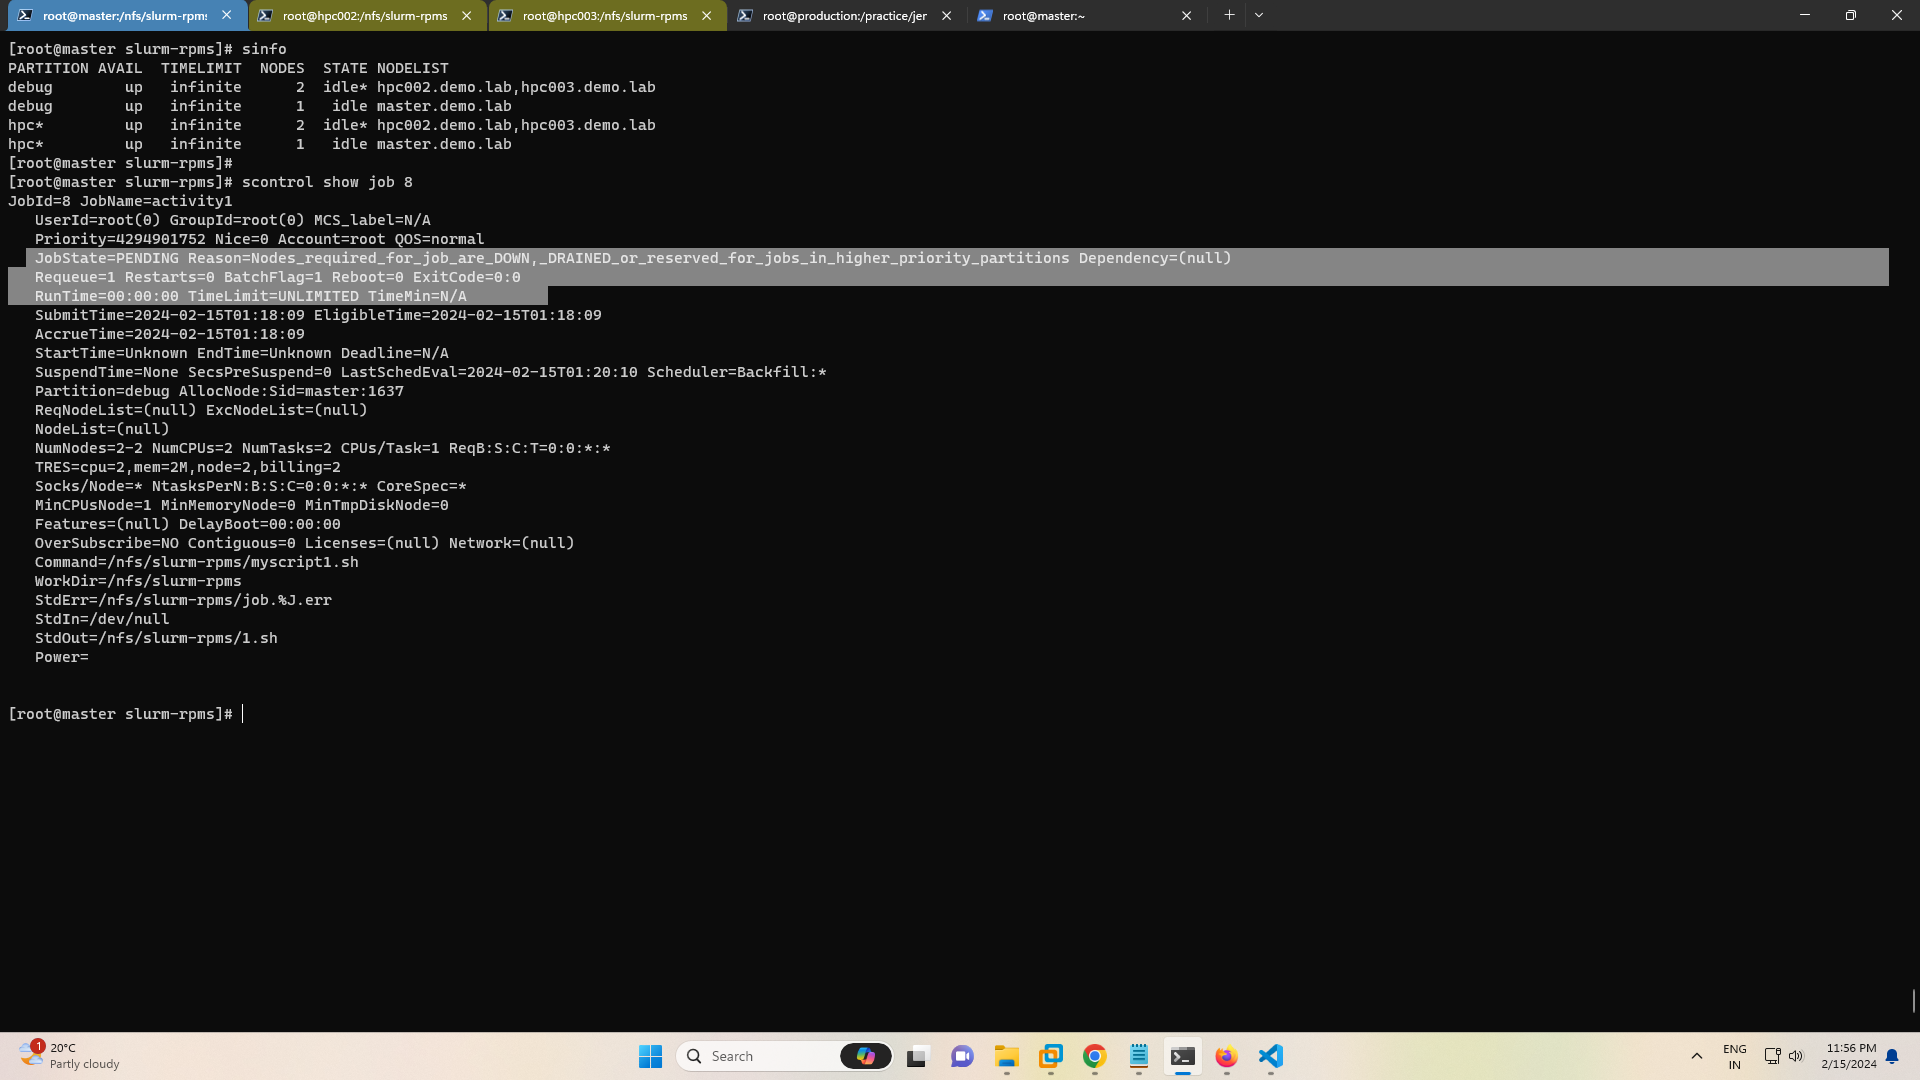 root@master:/nfs/slurm-rpms
root@hpc002:/nfs/slurm-rpms
root@hpc003:/nfs/slurm-rpms
root@production:/practice/jer
root@master:~
[root@master slurm-rpms]# sinfo
PARTITION AVAIL  TIMELIMIT  NODES  STATE NODELIST
debug        up   infinite      2  idle* hpc002.demo.lab,hpc003.demo.lab
debug        up   infinite      1   idle master.demo.lab
hpc*         up   infinite      2  idle* hpc002.demo.lab,hpc003.demo.lab
hpc*         up   infinite      1   idle master.demo.lab
[root@master slurm-rpms]#
[root@master slurm-rpms]# scontrol show job 8
JobId=8 JobName=activity1
   UserId=root(0) GroupId=root(0) MCS_label=N/A
   Priority=4294901752 Nice=0 Account=root QOS=normal
   JobState=PENDING Reason=Nodes_required_for_job_are_DOWN,_DRAINED_or_reserved_for_jobs_in_higher_priority_partitions Dependency=(null)
   Requeue=1 Restarts=0 BatchFlag=1 Reboot=0 ExitCode=0:0
   RunTime=00:00:00 TimeLimit=UNLIMITED TimeMin=N/A
   SubmitTime=2024-02-15T01:18:09 EligibleTime=2024-02-15T01:18:09
   AccrueTime=2024-02-15T01:18:09
   StartTime=Unknown EndTime=Unknown Deadline=N/A
   SuspendTime=None SecsPreSuspend=0 LastSchedEval=2024-02-15T01:20:10 Scheduler=Backfill:*
   Partition=debug AllocNode:Sid=master:1637
   ReqNodeList=(null) ExcNodeList=(null)
   NodeList=(null)
   NumNodes=2-2 NumCPUs=2 NumTasks=2 CPUs/Task=1 ReqB:S:C:T=0:0:*:*
   TRES=cpu=2,mem=2M,node=2,billing=2
   Socks/Node=* NtasksPerN:B:S:C=0:0:*:* CoreSpec=*
   MinCPUsNode=1 MinMemoryNode=0 MinTmpDiskNode=0
   Features=(null) DelayBoot=00:00:00
   OverSubscribe=NO Contiguous=0 Licenses=(null) Network=(null)
   Command=/nfs/slurm-rpms/myscript1.sh
   WorkDir=/nfs/slurm-rpms
   StdErr=/nfs/slurm-rpms/job.%J.err
   StdIn=/dev/null
   StdOut=/nfs/slurm-rpms/1.sh
   Power=
[root@master slurm-rpms]#
1
20°C
Partly cloudy
Search
ENG
IN
11:56 PM
2/15/2024